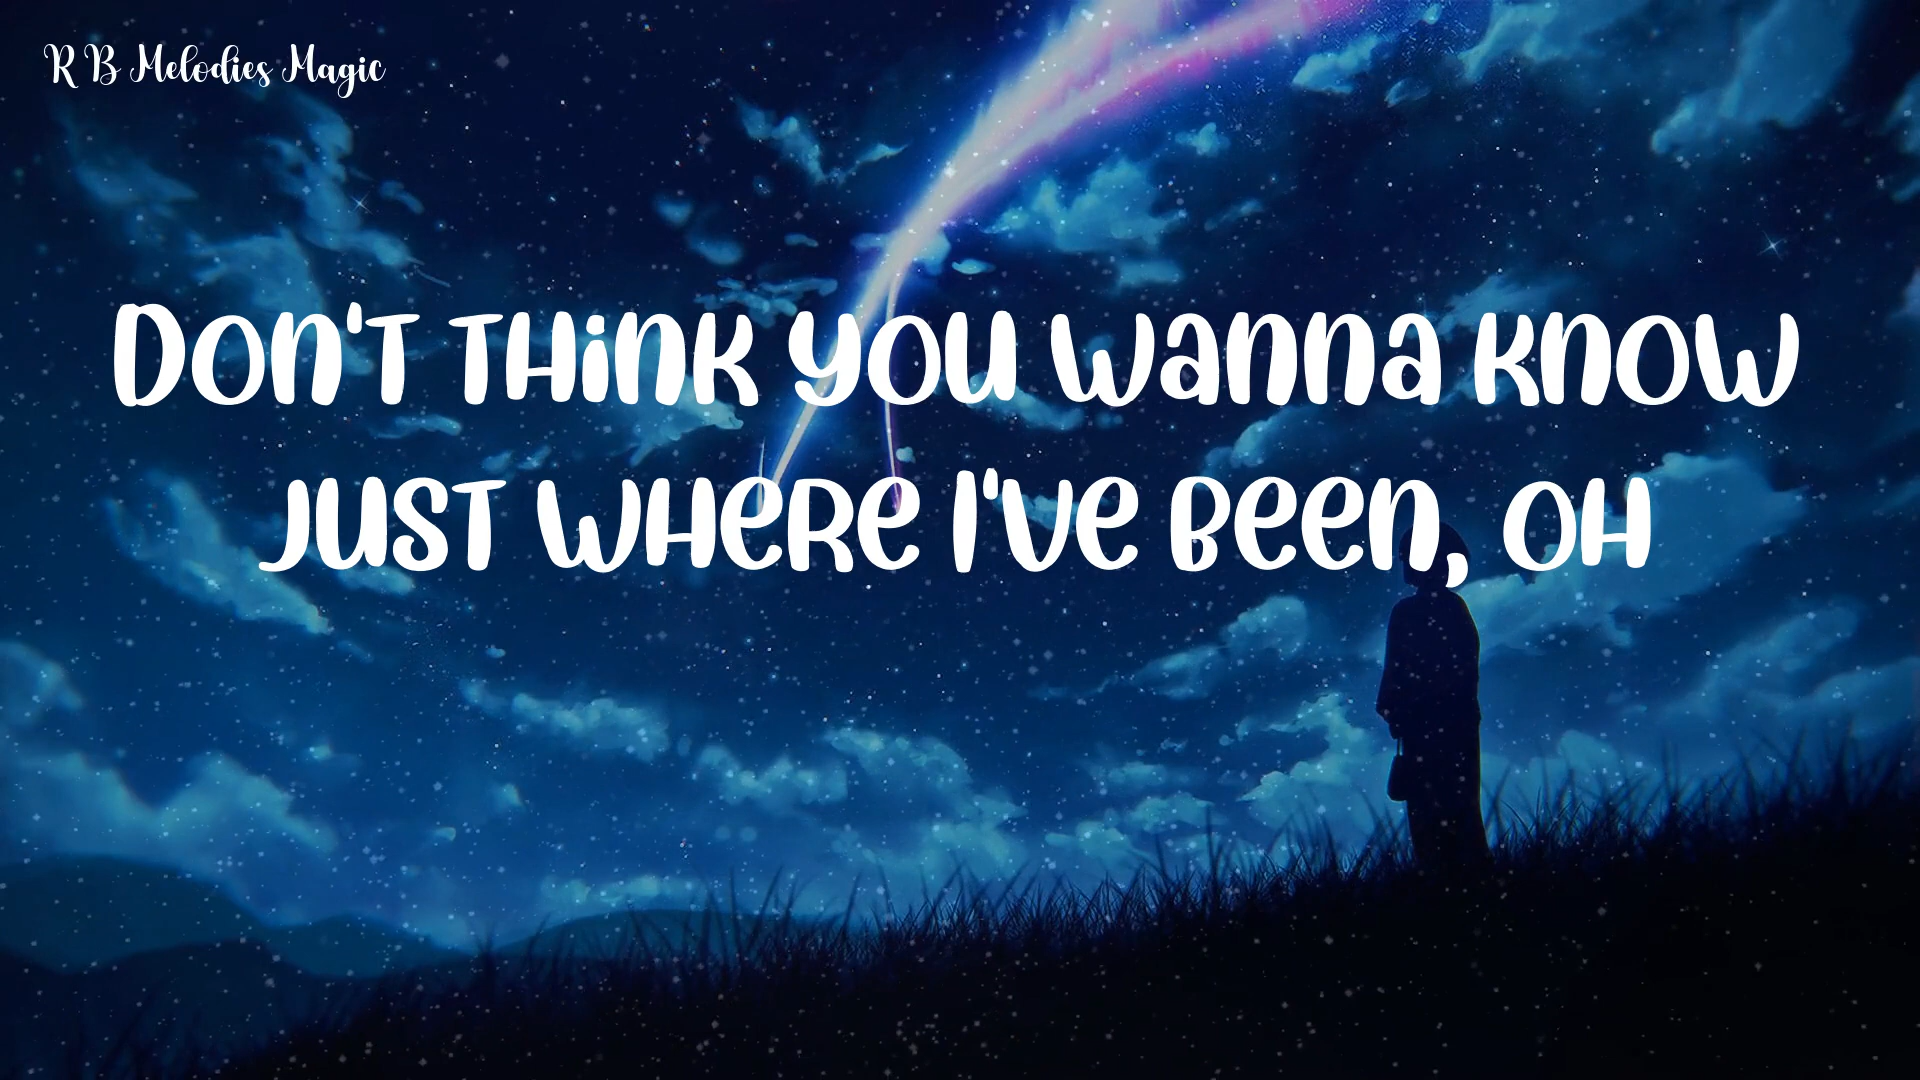 R B Melodies Magic
DON'T THiNK YOU WaNNa KNOW
JUST WHeRe I'Ve BeeN, OH